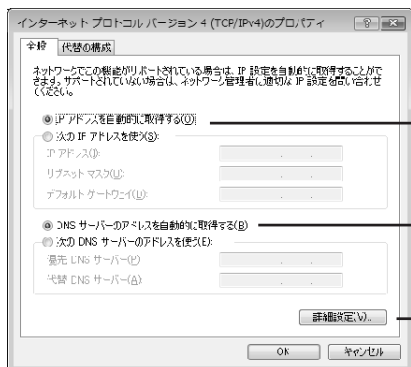 インターネット プロトコル バージョン 4 (TCP/IPv4)のプロパティ
全般
代替の構成
ネットワークでこの機能がサポートされている場合は、IP 設定を自動的に取得することがで
きます。サポートされていない場合は、ネットワーク管理者に適切な IP 設定を問い合わせ
てください。
IP アドレスを自動的に取得する(O)
次の IP アドレスを使う(S):
IP アドレス(I):
サブネット マスク(U):
デフォルト ゲートウェイ(D):
DNS サーバーのアドレスを自動的に取得する(B)
次の DNS サーバーのアドレスを使う(E):
優先 DNS サーバー(P)
代替 DNS サーバー(A)
詳細設定(V)...
OK
キャンセル